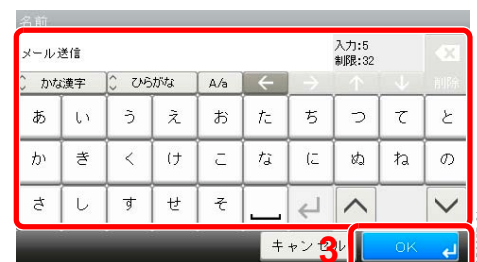 名前
メール送信 入力:5
制限:32
かな漢字 ひらがな A/a ← → ↑ ↓ 削除
あ い う え お た ち つ て と
か き く け こ な に ぬ ね の
さ し す せ そ
キャンセル 3 OK